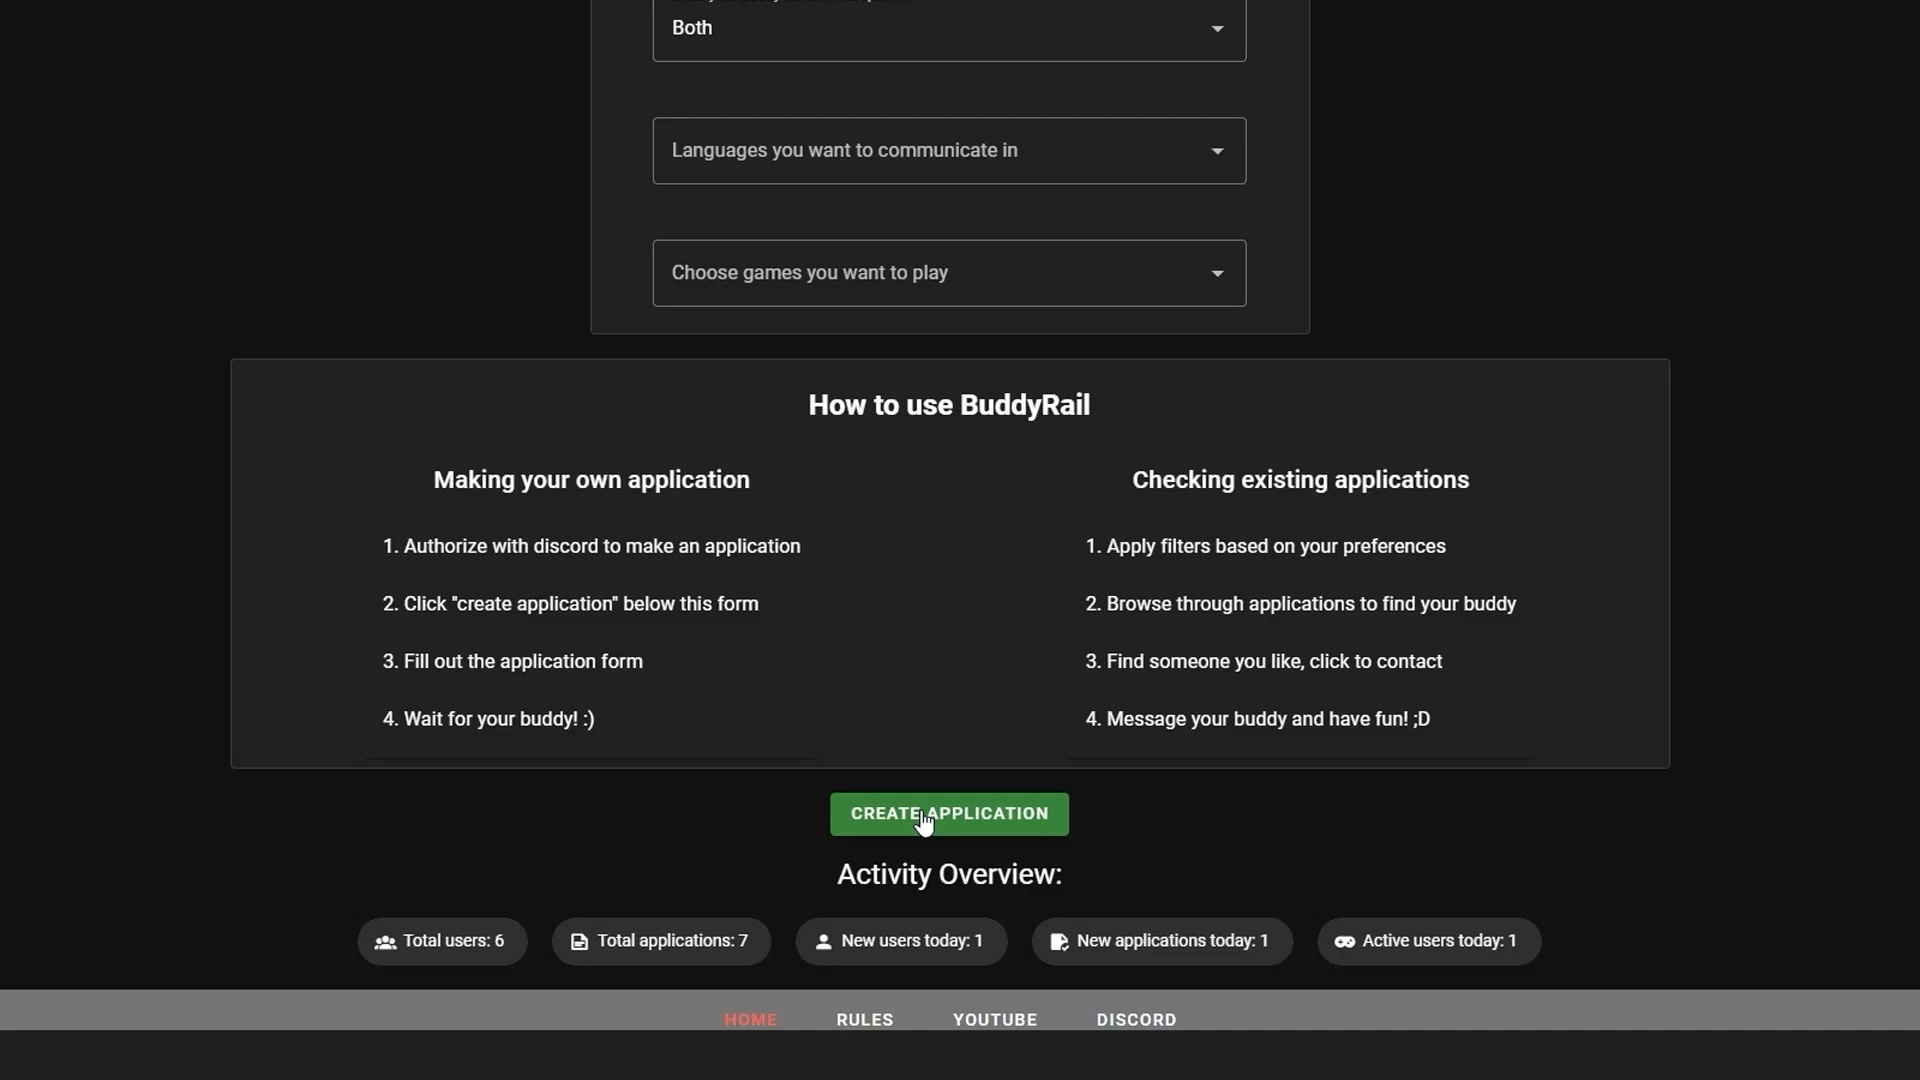 Both
Languages you want to communicate in
Choose games you want to play
How to use BuddyRail
Making your own application
1. Authorize with discord to make an application
2. Click "create application" below this form
3. Fill out the application form
4. Wait for your buddy! :)
Checking existing applications
1. Apply filters based on your preferences
2. Browse through applications to find your buddy
3. Find someone you like, click to contact
4. Message your buddy and have fun! ;D
CREATE APPLICATION
Activity Overview:
Total users: 6
Total applications: 7
New users today: 1
New applications today: 1
Active users today: 1
HOME RULES YOUTUBE DISCORD